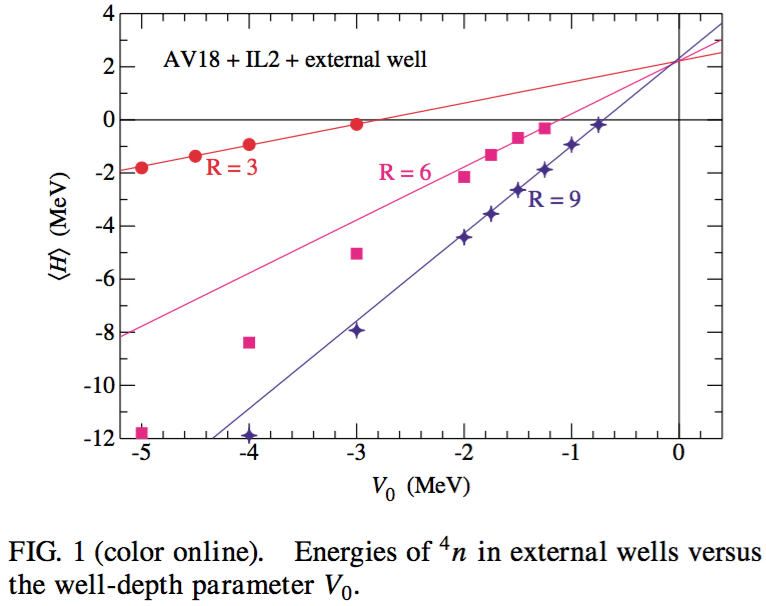 4
2
0
-2
-4
-6
-8
-10
-12
AV18 + IL2 + external well
R = 3
R = 6
R = 9
⟨H⟩ (MeV)
-5 -4 -3 -2 -1 0
V₀ (MeV)
FIG. 1 (color online). Energies of ⁴n in external wells versus
the well-depth parameter V₀.